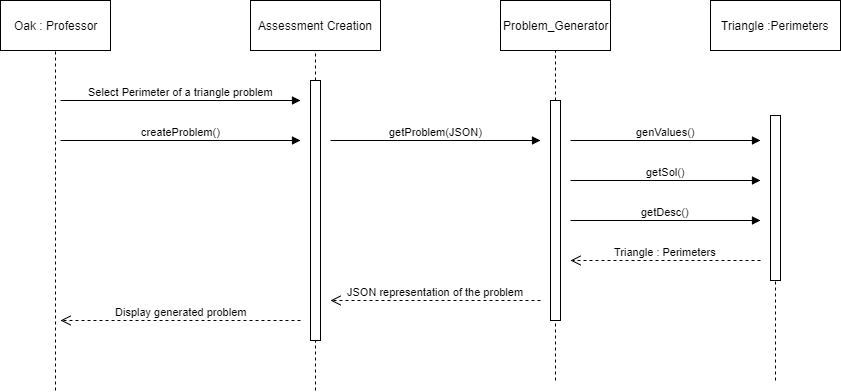 Oak : Professor
Assessment Creation
Problem_Generator
Triangle :Perimeters
Select Perimeter of a triangle problem
createProblem()
getProblem(JSON)
genValues()
getSol()
getDesc()
Triangle : Perimeters
JSON representation of the problem
Display generated problem